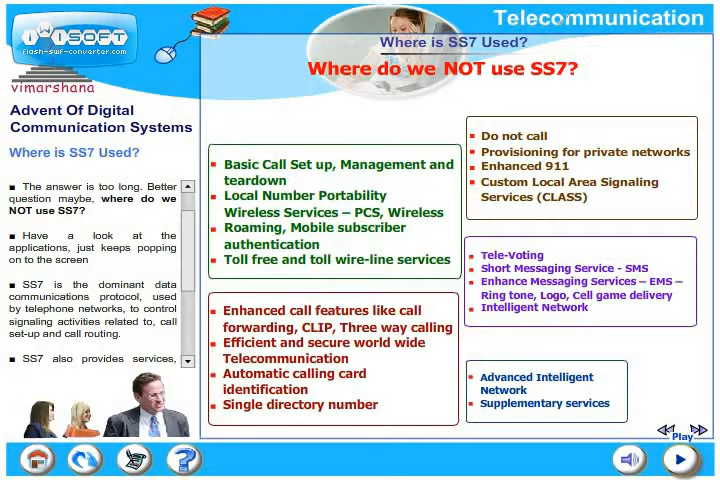 Telecommunication
iWiSOFT
flash-swf-converter.com
vimarshana
Where is SS7 Used?
Where do we NOT use SS7?
Advent Of Digital
Communication Systems
Where is SS7 Used?
The answer is too long. Better
question maybe, where do we
NOT use SS7?
Have a look at the
applications, just keeps popping
on to the screen
SS7 is the dominant data
communications protocol, used
by telephone networks, to control
signaling activities related to, call
set-up and call routing.
SS7 also provides services,
Basic Call Set up, Management and
teardown
Local Number Portability
Wireless Services – PCS, Wireless
Roaming, Mobile subscriber
authentication
Toll free and toll wire-line services
Enhanced call features like call
forwarding, CLIP, Three way calling
Efficient and secure world wide
Telecommunication
Automatic calling card
identification
Single directory number
Do not call
Provisioning for private networks
Enhanced 911
Custom Local Area Signaling
Services (CLASS)
Tele-Voting
Short Messaging Service - SMS
Enhance Messaging Services – EMS –
Ring tone, Logo, Cell game delivery
Intelligent Network
Advanced Intelligent
Network
Supplementary services
Play